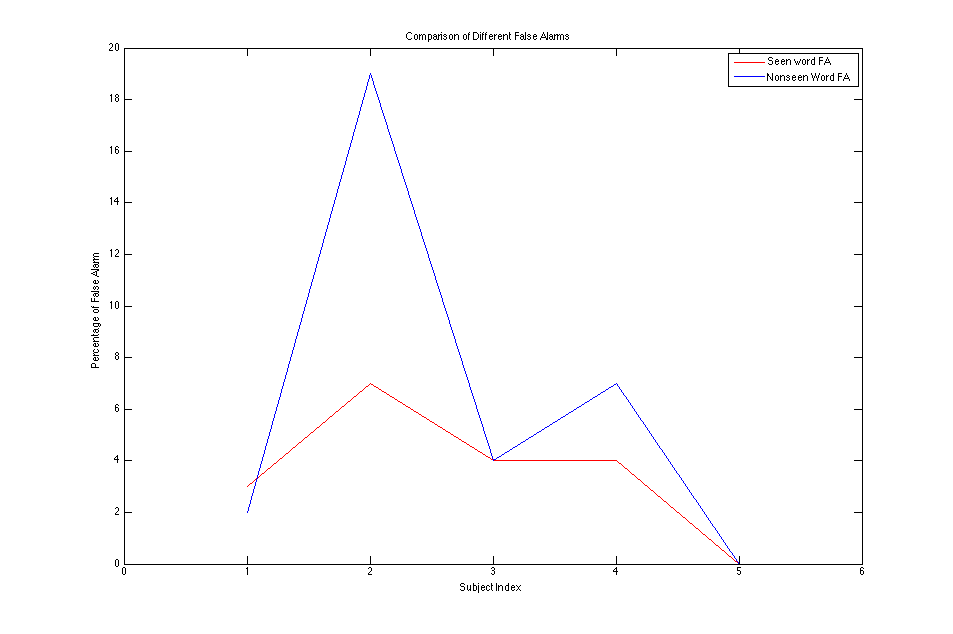 Comparison of Different False Alarms
Seen word FA
Nonseen Word FA
Percentage of False Alarm
20
18
16
14
12
10
8
6
4
2
0
0 1 2 3 4 5 6
Subject Index